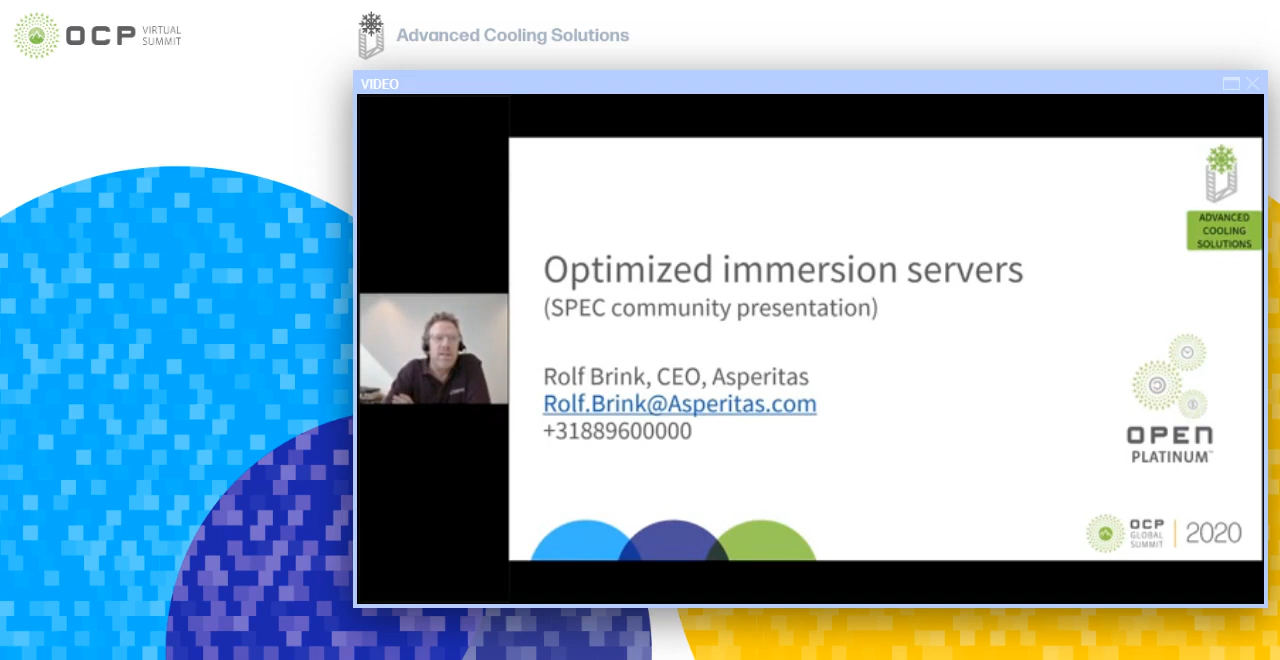 OCP VIRTUAL
SUMMIT
Advanced Cooling Solutions
VIDEO
ADVANCED
COOLING
SOLUTIONS
Optimized immersion servers
(SPEC community presentation)
Rolf Brink, CEO, Asperitas
Rolf.Brink@Asperitas.com
+31889600000
OPEN
PLATINUM™
OCP
GLOBAL
SUMMIT
2020